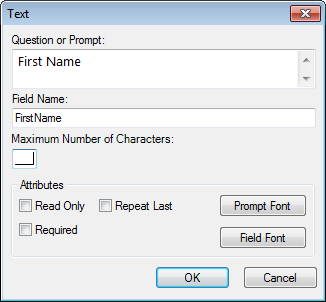 Text
Question or Prompt:
First Name
Field Name:
FirstName
Maximum Number of Characters:
Attributes
Read Only Repeat Last Prompt Font
Required
Field Font
OK Cancel